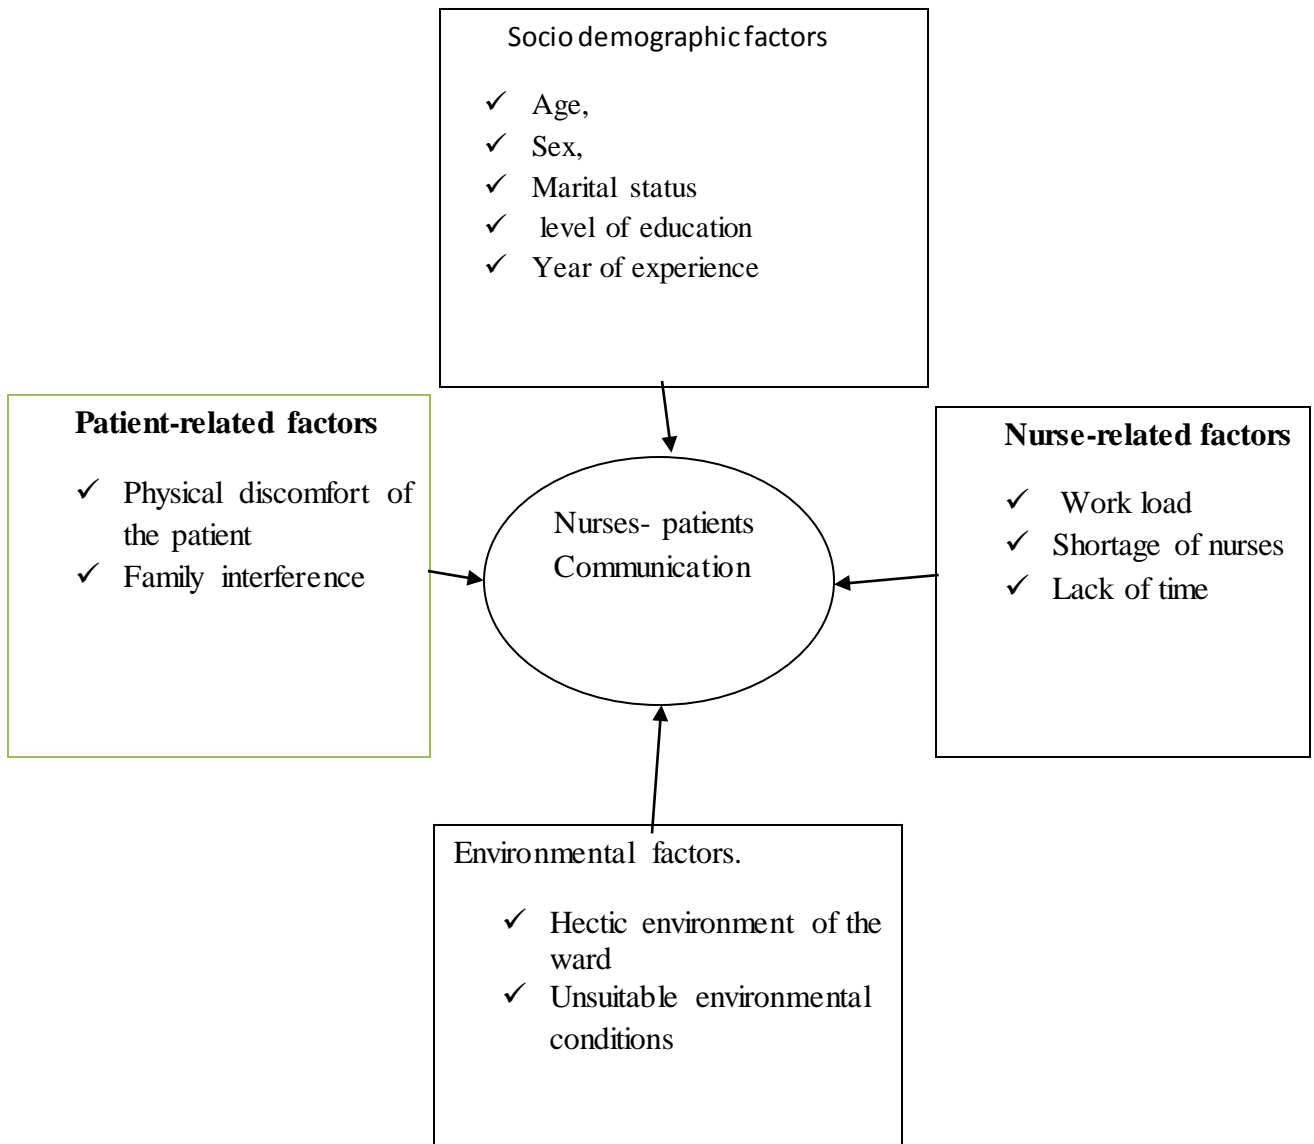 Socio demographic factors
✓ Age,
✓ Sex,
✓ Marital status
✓ level of education
✓ Year of experience
Patient-related factors
✓ Physical discomfort of
the patient
✓ Family interference
Nurses- patients
Communication
Nurse-related factors
✓ Work load
✓ Shortage of nurses
✓ Lack of time
Environmental factors.
✓ Hectic environment of the
ward
✓ Unsuitable environmental
conditions